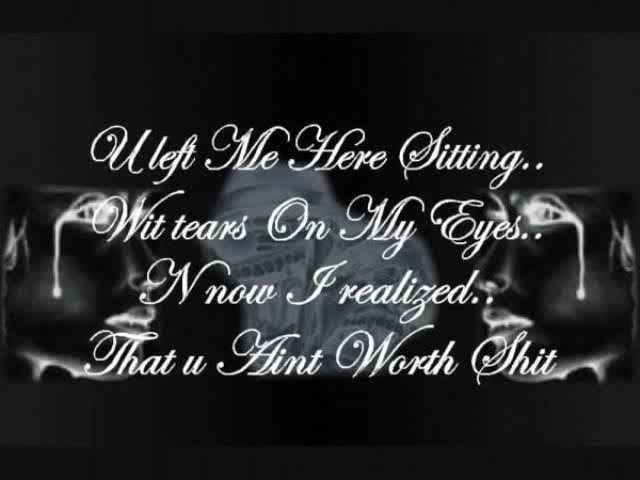 U left Me Here Sitting..
Wit tears On My Eyes..
N now I realized..
That u Aint Worth Shit